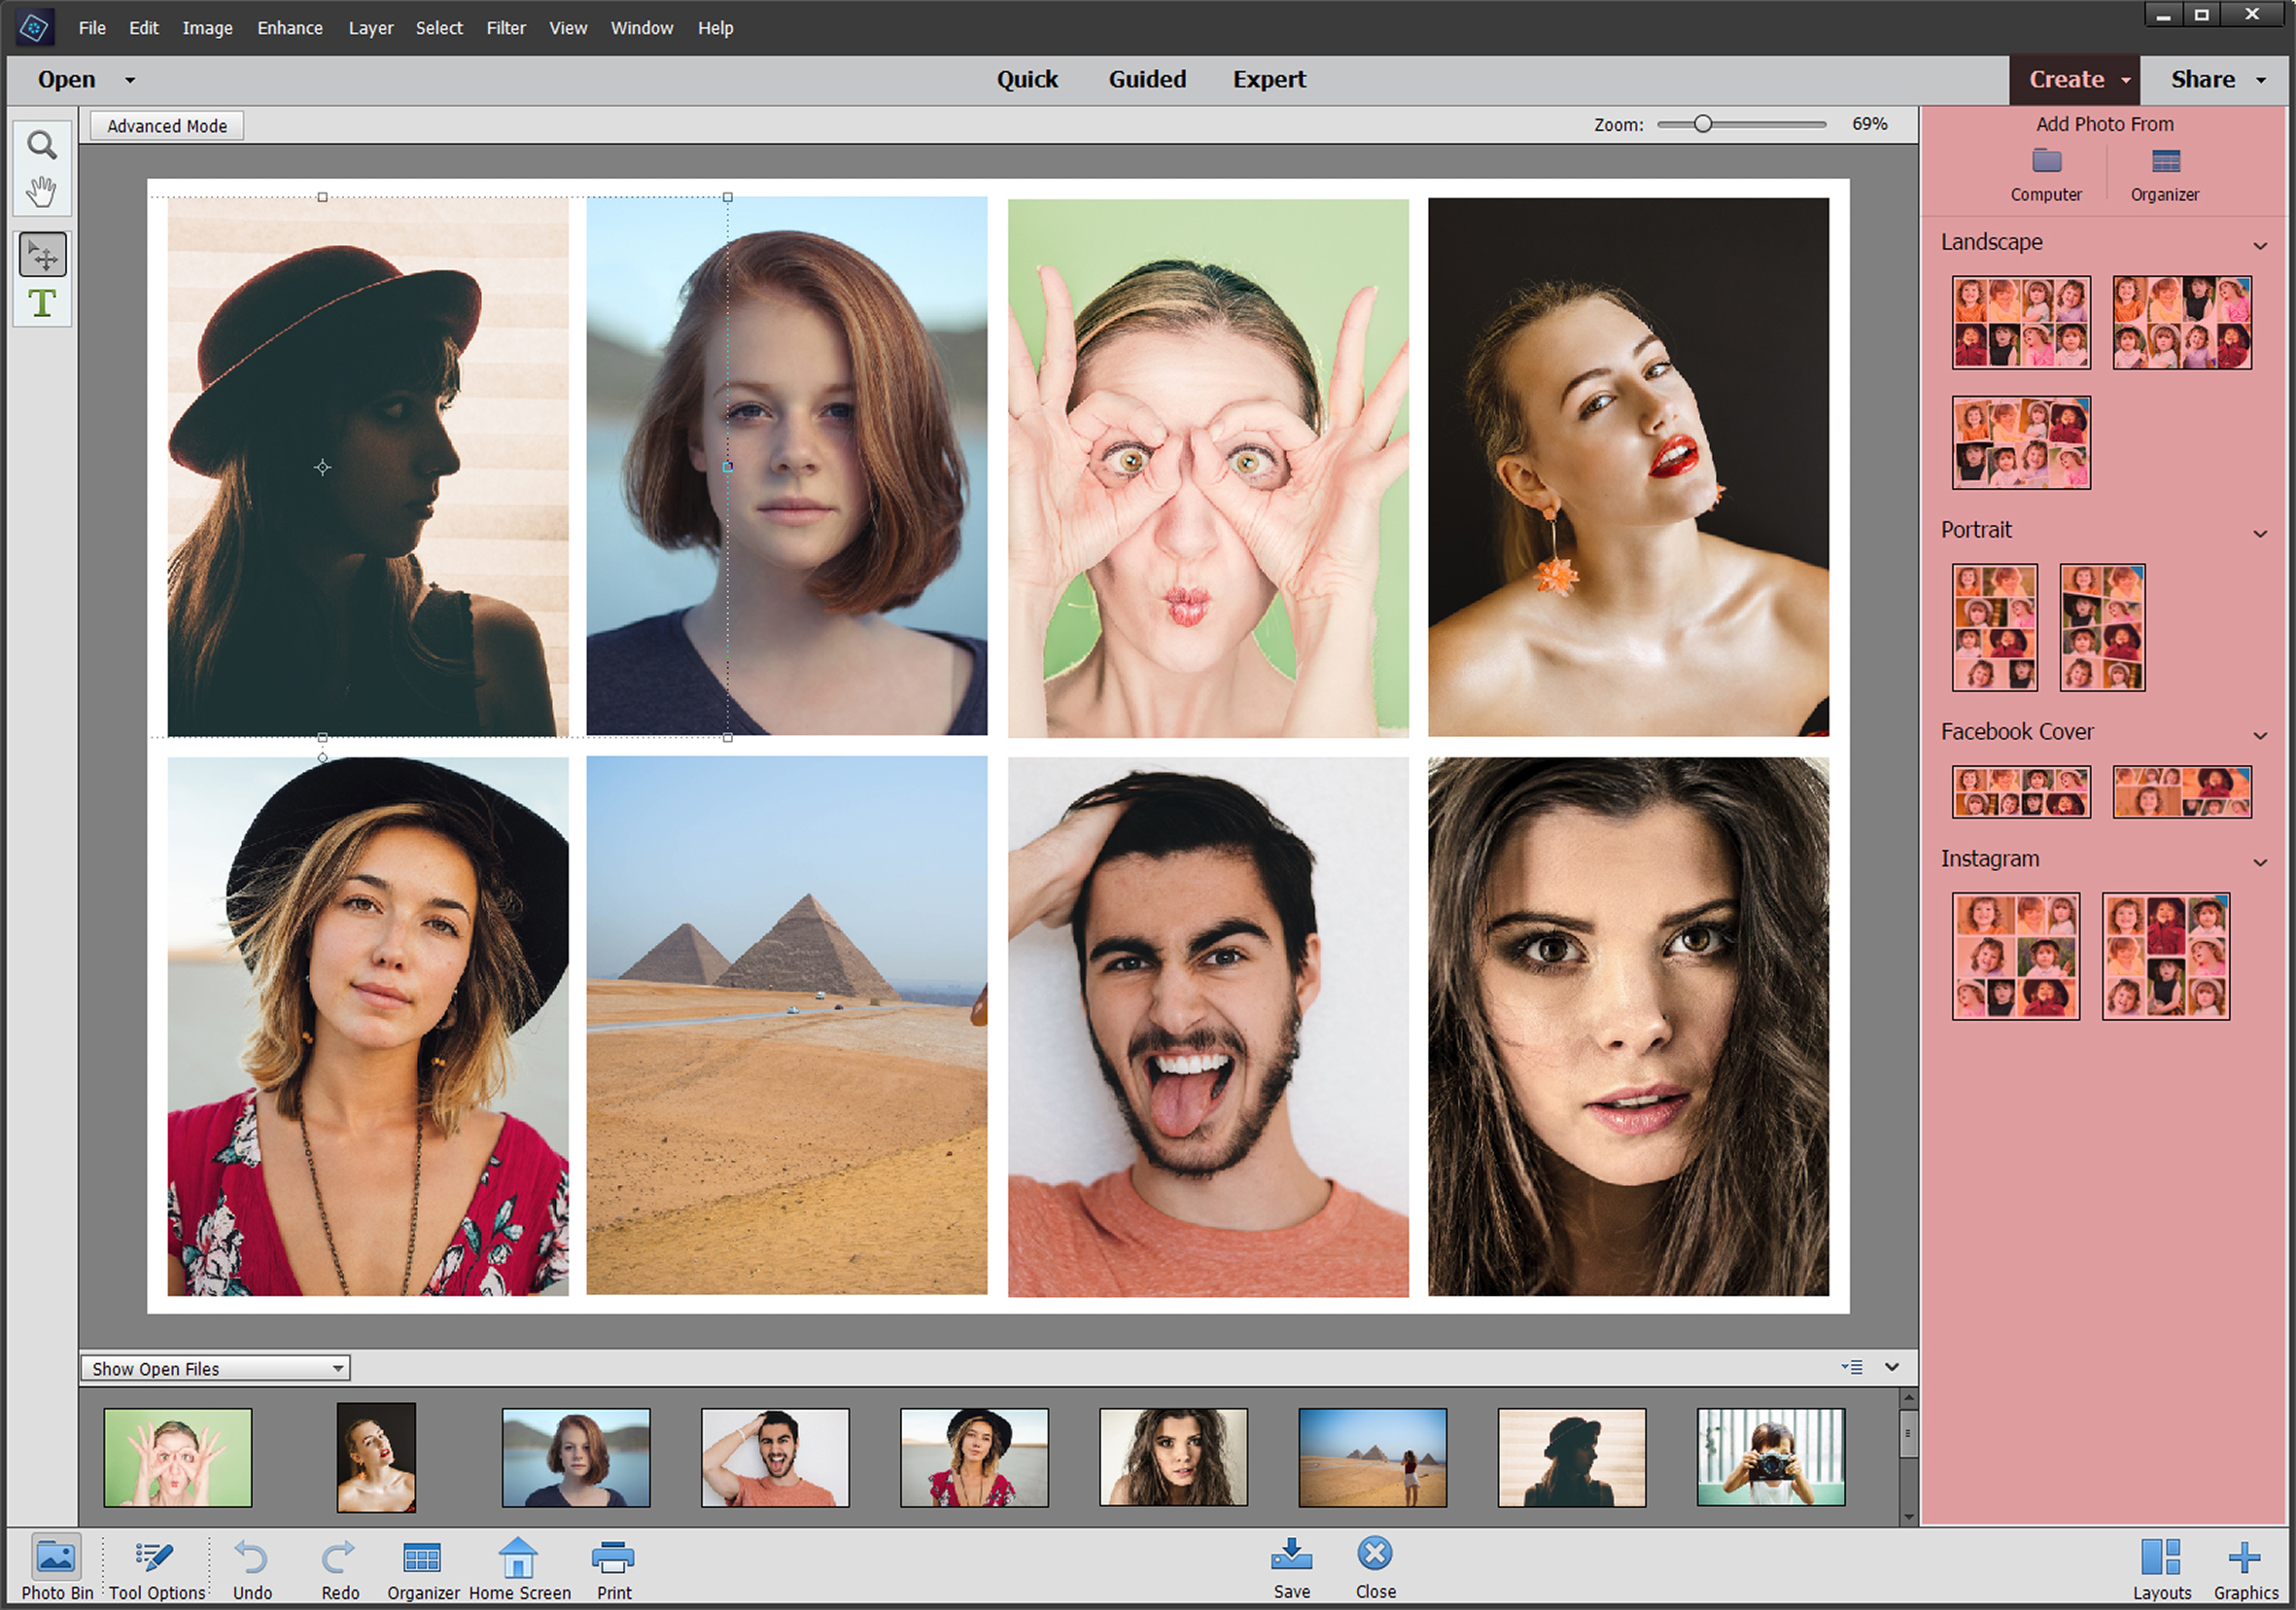 File Edit Image Enhance Layer Select Filter View Window Help
Open Quick Guided Expert Create Share
Advanced Mode Zoom: 69%
Add Photo From
Computer Organizer
Landscape
Portrait
Facebook Cover
Instagram
Show Open Files
Photo Bin Tool Options Undo Redo Organizer Home Screen Print Save Close Layouts Graphics